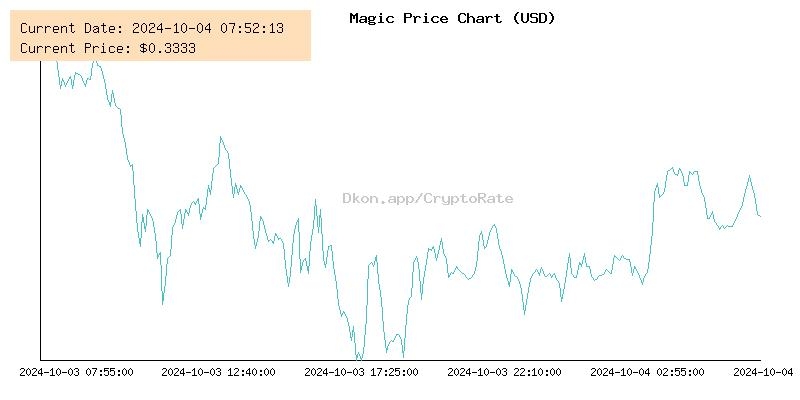 Magic Price Chart (USD)
Current Date: 2024-10-04 07:52:13
Current Price: $0.3333
Dkon.app/CryptoRate
2024-10-03 07:55:00 2024-10-03 12:40:00 2024-10-03 17:25:00 2024-10-03 22:10:00 2024-10-04 02:55:00 2024-10-04